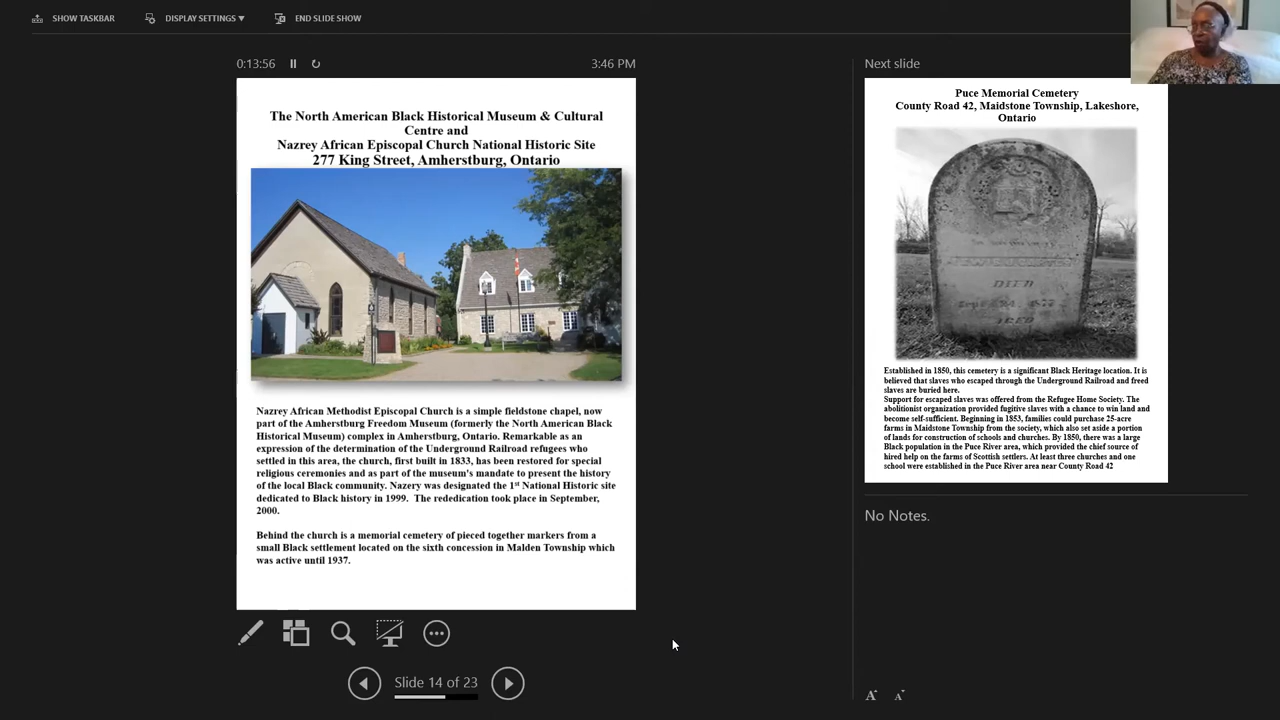 SHOW TASKBAR
DISPLAY SETTINGS ▼
END SLIDE SHOW
0:13:56
3:46 PM
The North American Black Historical Museum & Cultural
Centre and
Nazrey African Episcopal Church National Historic Site
277 King Street, Amherstburg, Ontario
Nazrey African Methodist Episcopal Church is a simple fieldstone chapel, now
part of the Amherstburg Freedom Museum (formerly the North American Black
Historical Museum) complex in Amherstburg, Ontario. Remarkable as an
expression of the determination of the Underground Railroad refugees who
settled in this area, the church, first built in 1833, has been restored for special
religious ceremonies and as part of the museum's mandate to present the history
of the local Black community. Nazery was designated the 1st National Historic site
dedicated to Black history in 1999. The rededication took place in September,
2000.
Behind the church is a memorial cemetery of pieced together markers from a
small Black settlement located on the sixth concession in Malden Township which
was active until 1937.
Slide 14 of 23
Next slide
Puce Memorial Cemetery
County Road 42, Maidstone Township, Lakeshore,
Ontario
DIED
Established in 1850, this cemetery is a significant Black Heritage location. It is
believed that slaves who escaped through the Underground Railroad and freed
slaves are buried here.
Support for escaped slaves was offered from the Refugee Home Society. The
abolitionist organization provided fugitive slaves with a chance to win land and
become self-sufficient. Beginning in 1853, families could purchase 25-acre
farms in Maidstone Township from the society, which also set aside a portion
of lands for construction of schools and churches. By 1850, there was a large
Black population in the Puce River area, which provided the chief source of
hired help on the farms of Scottish settlers. At least three churches and one
school were established in the Puce River area near County Road 42
No Notes.
A A